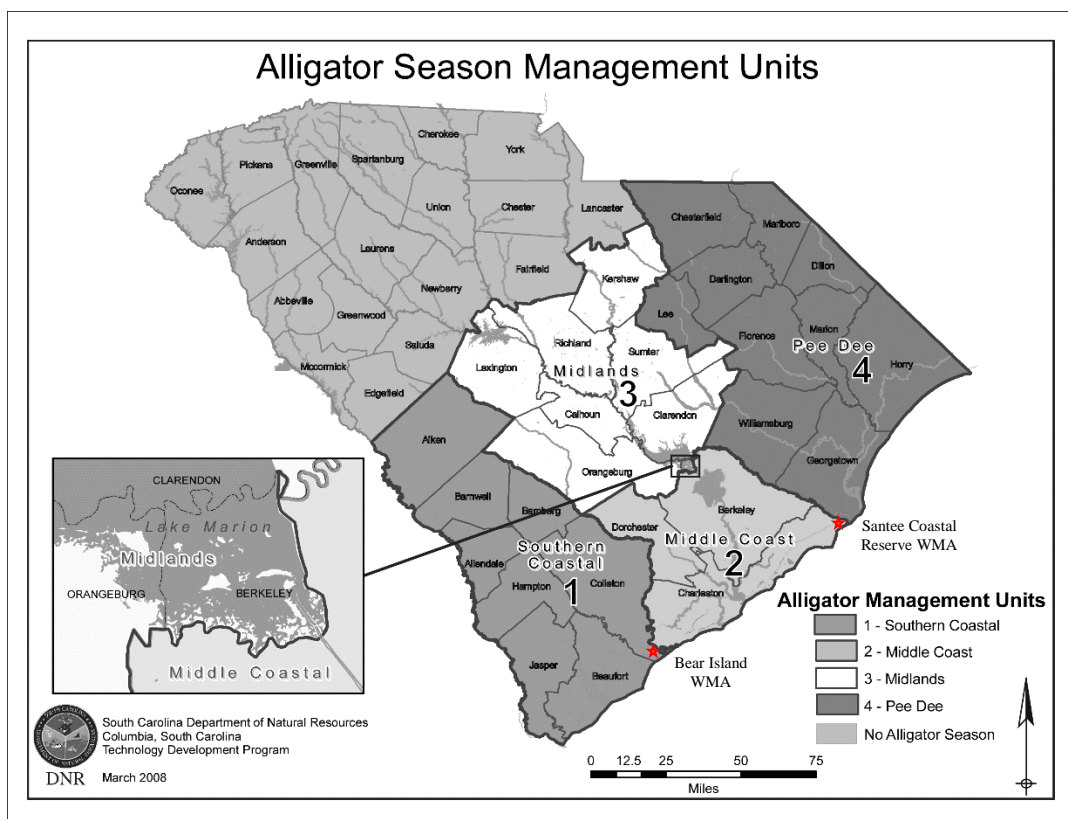 Alligator Season Management Units
Cherokee
York
Spartanburg
Greenville
Pickens
Oconee
Union
Chester
Lancaster
Chesterfield
Marlboro
Anderson
Laurens
Fairfield
Kershaw
Darlington
Dillon
Abbeville
Greenwood
Newberry
Lee
Florence
Marion
Saluda
Richland
Sumter
Pee Dee
4
Horry
Mccormick
Lexington
Midlands
3
Edgefield
Calhoun
Clarendon
Williamsburg
Aiken
Georgetown
Orangeburg
Barnwell
Bamberg
Berkeley
Dorchester
Middle Coast
2
Santee Coastal
Reserve WMA
Southern
Coastal
1
Allendale
Hampton
Colleton
Charleston
Jasper
Beaufort
Bear Island
WMA
CLARENDON
Lake Marion
Midlands
ORANGEBURG
BERKELEY
Middle Coastal
Alligator Management Units
1 - Southern Coastal
2 - Middle Coast
3 - Midlands
4 - Pee Dee
No Alligator Season
South Carolina Department of Natural Resources
Columbia, South Carolina
Technology Development Program
DNR
March 2008
0 12.5 25 50 75
Miles